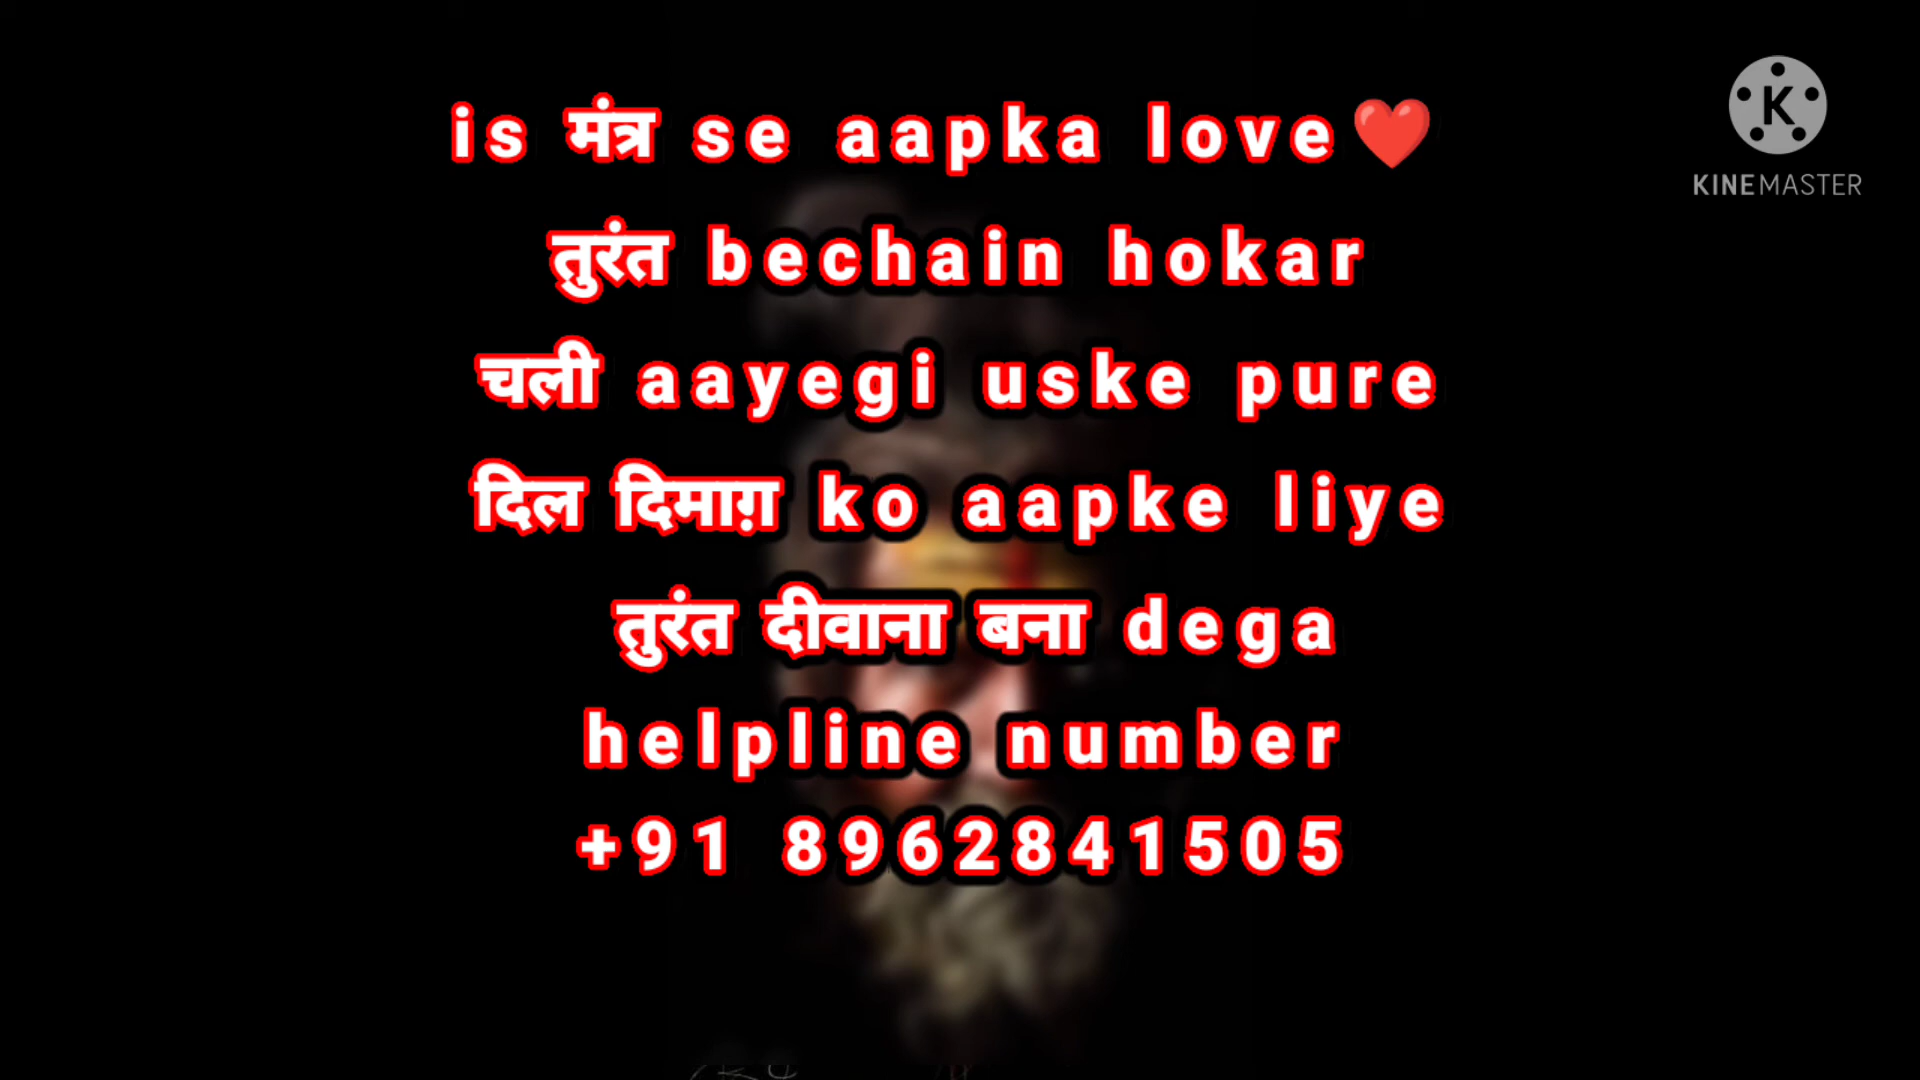 is मंत्र se aapka love❤️
तुरंत bechain hokar
चली aayegi uske pure
दिल दिमाग़ ko aapke liye
तुरंत दीवाना बना dega
helpline number
+91 8962841505
K
KINEMASTER